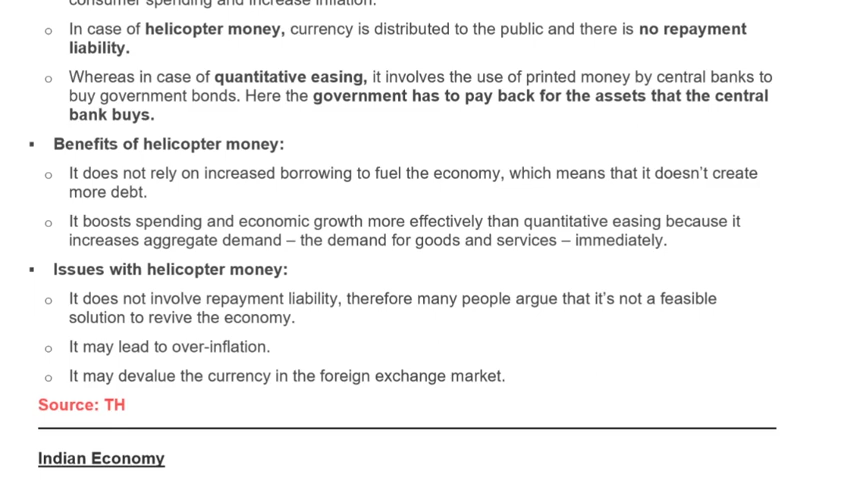 consumer spending and increase inflation.
o In case of helicopter money, currency is distributed to the public and there is no repayment
liability.
o Whereas in case of quantitative easing, it involves the use of printed money by central banks to
buy government bonds. Here the government has to pay back for the assets that the central
bank buys.
▪ Benefits of helicopter money:
o It does not rely on increased borrowing to fuel the economy, which means that it doesn't create
more debt.
o It boosts spending and economic growth more effectively than quantitative easing because it
increases aggregate demand – the demand for goods and services – immediately.
▪ Issues with helicopter money:
o It does not involve repayment liability, therefore many people argue that it's not a feasible
solution to revive the economy.
o It may lead to over-inflation.
o It may devalue the currency in the foreign exchange market.
Source: TH
Indian Economy